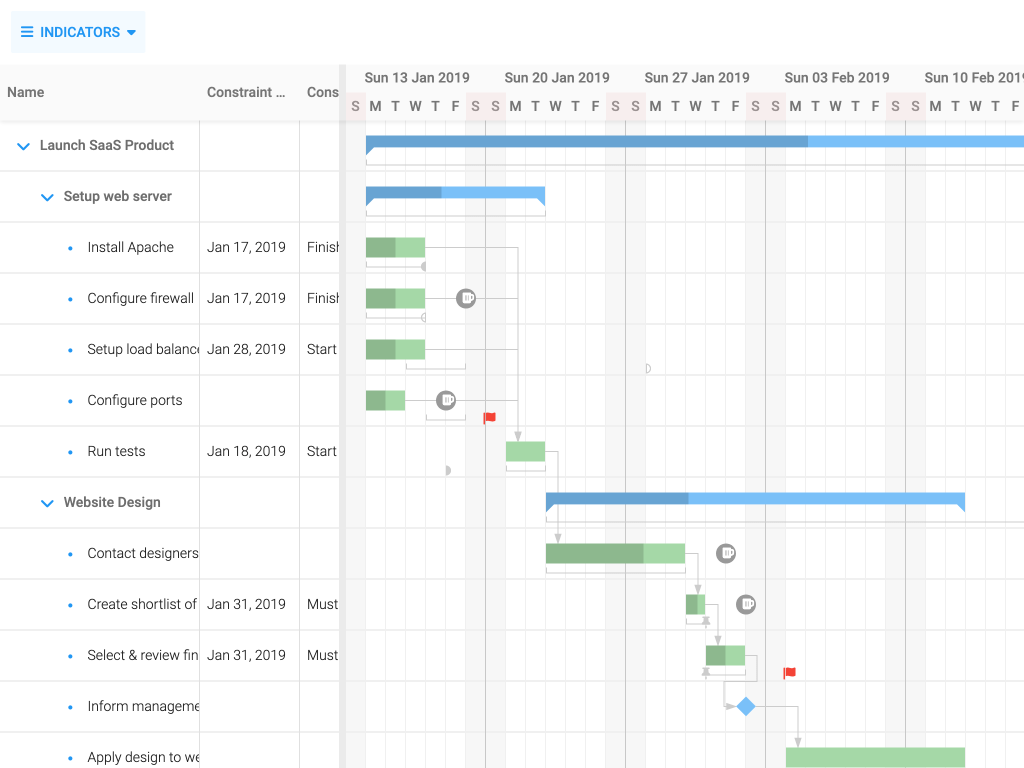 INDICATORS
Name Constraint ... Cons
Sun 13 Jan 2019 Sun 20 Jan 2019 Sun 27 Jan 2019 Sun 03 Feb 2019 Sun 10 Feb 2019
S M T W T F S S M T W T F S S M T W T F S S M T W T F S S M T W T F
Launch SaaS Product
Setup web server
Install Apache Jan 17, 2019 Finish
Configure firewall Jan 17, 2019 Finish
Setup load balance Jan 28, 2019 Start
Configure ports
Run tests Jan 18, 2019 Start
Website Design
Contact designers
Create shortlist of Jan 31, 2019 Must
Select & review fin Jan 31, 2019 Must
Inform manageme
Apply design to we